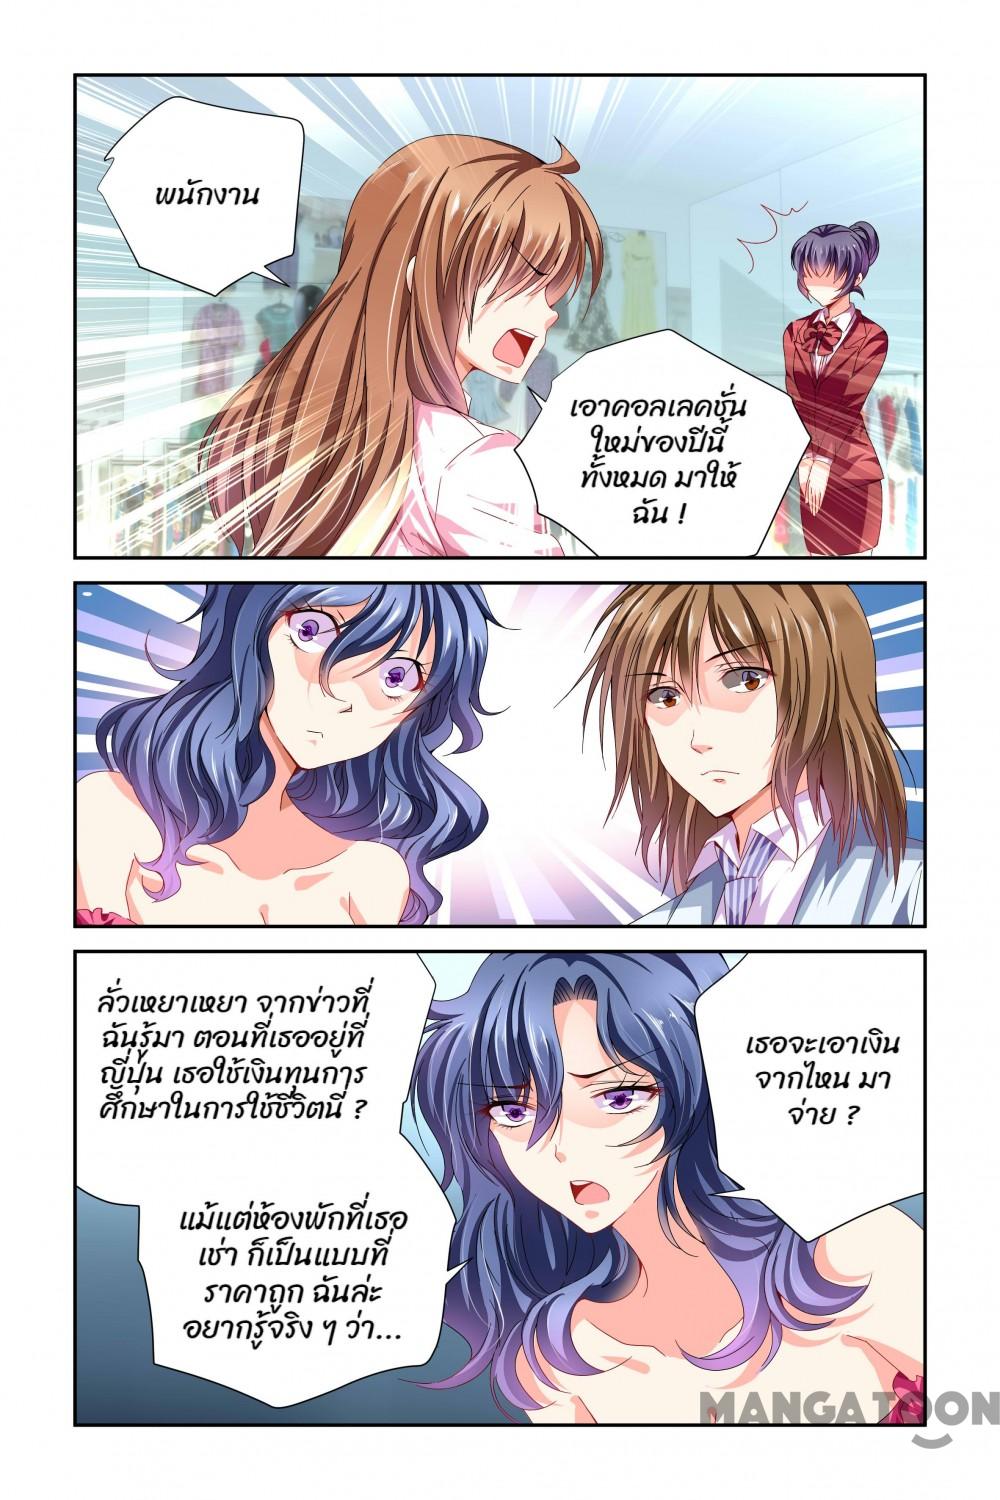 พนักงาน
เอาคอลเลคชั่น
ใหม่ของปีนี้
ทั้งหมด มาให้
ฉัน !
ลั่วเหยาเหยา จากข่าวที่
ฉันรู้มา ตอนที่เธออยู่ที่
ญี่ปุ่น เธอใช้เงินทุนการ
ศึกษาในการใช้ชีวิตนี่ ?
แม้แต่ห้องพักที่เธอ
เช่า ก็เป็นแบบที่
ราคาถูก ฉันล่ะ
อยากรู้จริง ๆ ว่า...
เธอจะเอาเงิน
จากไหน มา
จ่าย ?
MANGATOON